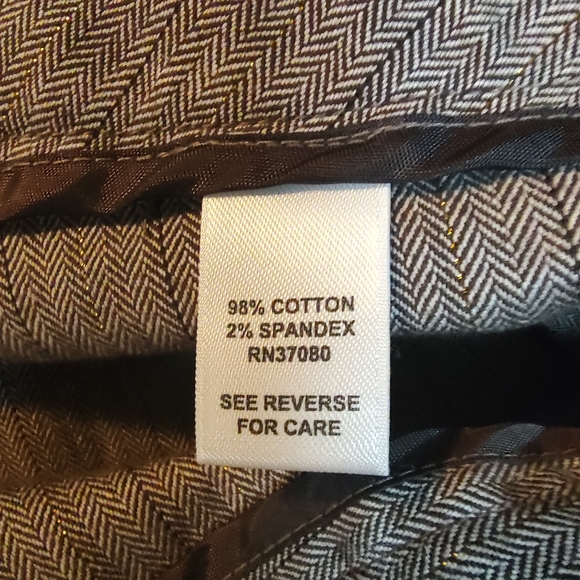 98% COTTON
2% SPANDEX
RN37080
SEE REVERSE
FOR CARE